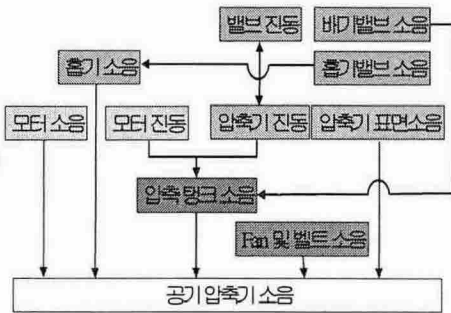 밸브 진동 배기밸브 소음
흡기 소음 흡기밸브 소음
모터 소음 모터 진동 압축기 진동 압축기 표면소음
압축 탱크 소음
Fan 및 벨트 소음
공기 압축기 소음